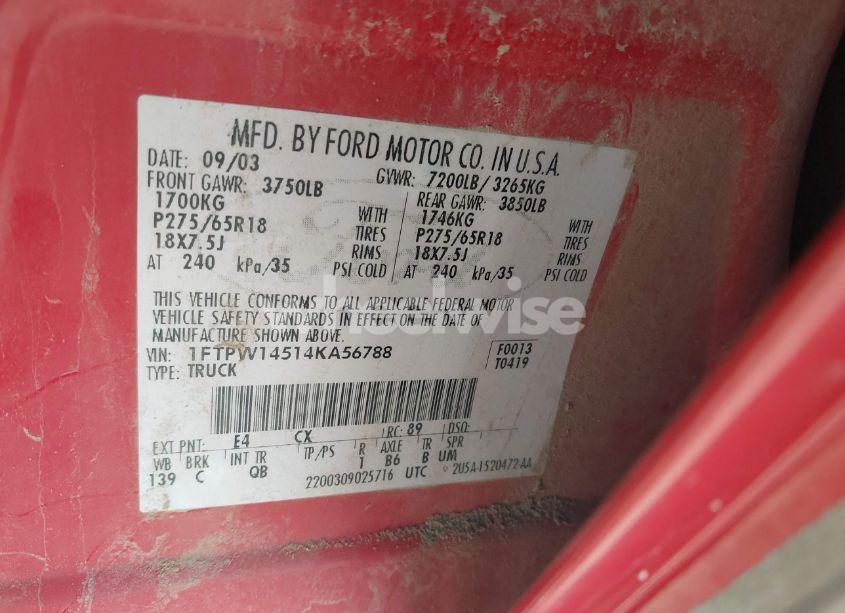 MFD. BY FORD MOTOR CO. IN U.S.A.
DATE: 09/03 GVWR: 7200LB/ 3265KG
FRONT GAWR: 3750LB REAR GAWR: 3850LB
1700KG WITH 1746KG WITH
P275/65R18 TIRES P275/65R18 TIRES
18X7.5J RIMS 18X7.5J RIMS
AT 240 kPa/35 PSI COLD AT 240 kPa/35 PSI COLD
THIS VEHICLE CONFORMS TO ALL APPLICABLE FEDERAL MOTOR
VEHICLE SAFETY STANDARDS IN EFFECT ON THE DATE OF
MANUFACTURE SHOWN ABOVE.
VIN: 1FTPW14514KA56788 F0013
TYPE: TRUCK T0419
EXT PNT: E4 CX RC: 89 DSO:
WB BRK INT TR TP/PS R AXLE TR SPR
139 C QB 1 B6 B UM
2200309025716 UTC 2U5A-1520472-AA
wheelwise